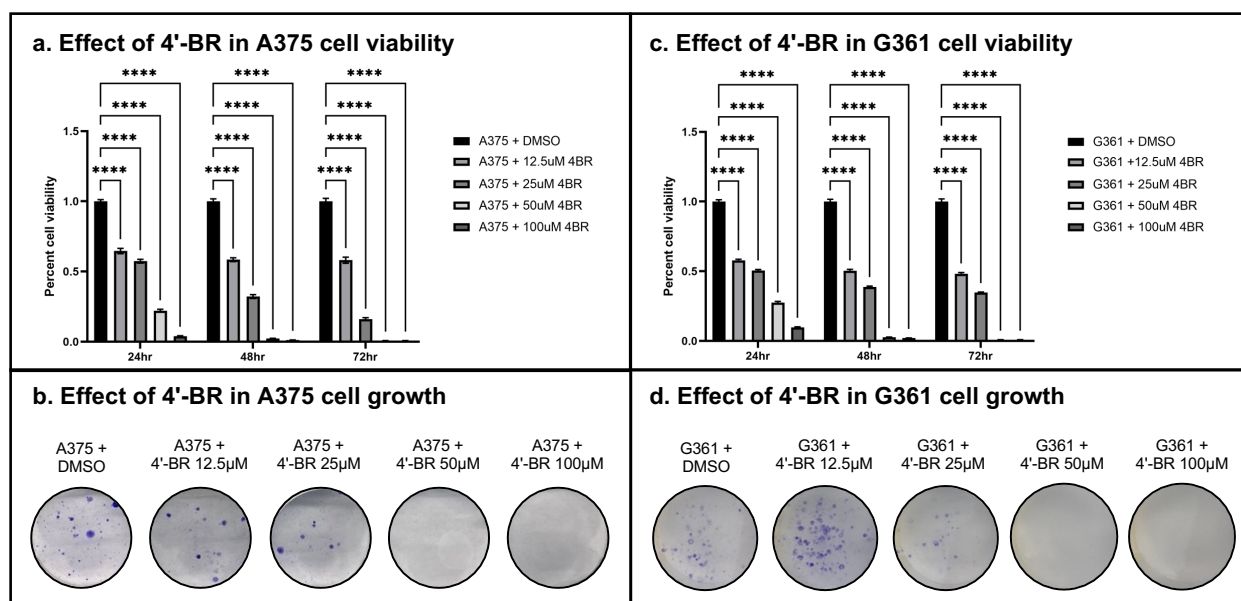 a. Effect of 4'-BR in A375 cell viability
****
****
****
****
****
****
****
****
****
****
****
****
Percent cell viability
1.5
1.0
0.5
0.0
24hr
48hr
72hr
A375 + DMSO
A375 + 12.5uM 4BR
A375 + 25uM 4BR
A375 + 50uM 4BR
A375 + 100uM 4BR
b. Effect of 4'-BR in A375 cell growth
A375 +
DMSO
A375 +
4'-BR 12.5µM
A375 +
4'-BR 25µM
A375 +
4'-BR 50µM
A375 +
4'-BR 100µM
c. Effect of 4'-BR in G361 cell viability
****
****
****
****
****
****
****
****
****
****
****
****
Percent cell viability
1.5
1.0
0.5
0.0
24hr
48hr
72hr
G361 + DMSO
G361 +12.5uM 4BR
G361 + 25uM 4BR
G361 + 50uM 4BR
G361 + 100uM 4BR
d. Effect of 4'-BR in G361 cell growth
G361 +
DMSO
G361 +
4'-BR 12.5µM
G361 +
4'-BR 25µM
G361 +
4'-BR 50µM
G361 +
4'-BR 100µM